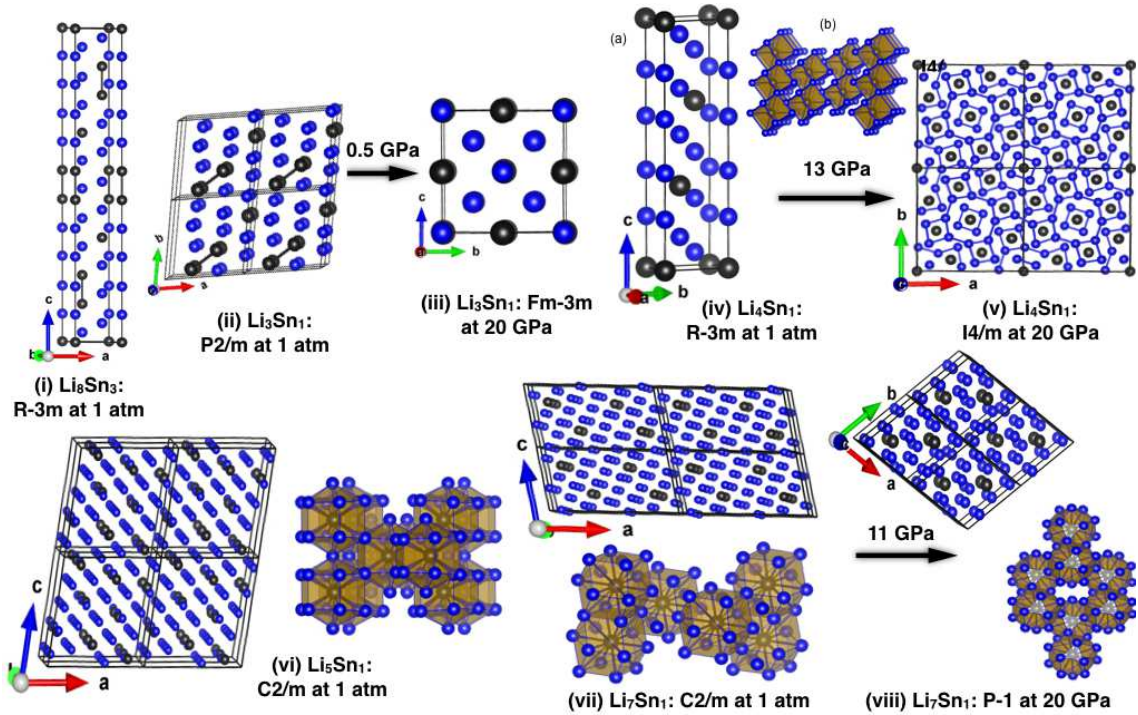 (a)
(b)
I4/
0.5 GPa
13 GPa
c
a
b
b
a
c
b
c
a
b
b
a
(i) Li₈Sn₃:
R-3m at 1 atm
(ii) Li₃Sn₁:
P2/m at 1 atm
(iii) Li₃Sn₁: Fm-3m
at 20 GPa
(iv) Li₄Sn₁:
R-3m at 1 atm
(v) Li₄Sn₁:
I4/m at 20 GPa
c
a
c
a
b
a
11 GPa
(vi) Li₅Sn₁:
C2/m at 1 atm
(vii) Li₇Sn₁: C2/m at 1 atm
(viii) Li₇Sn₁: P-1 at 20 GPa